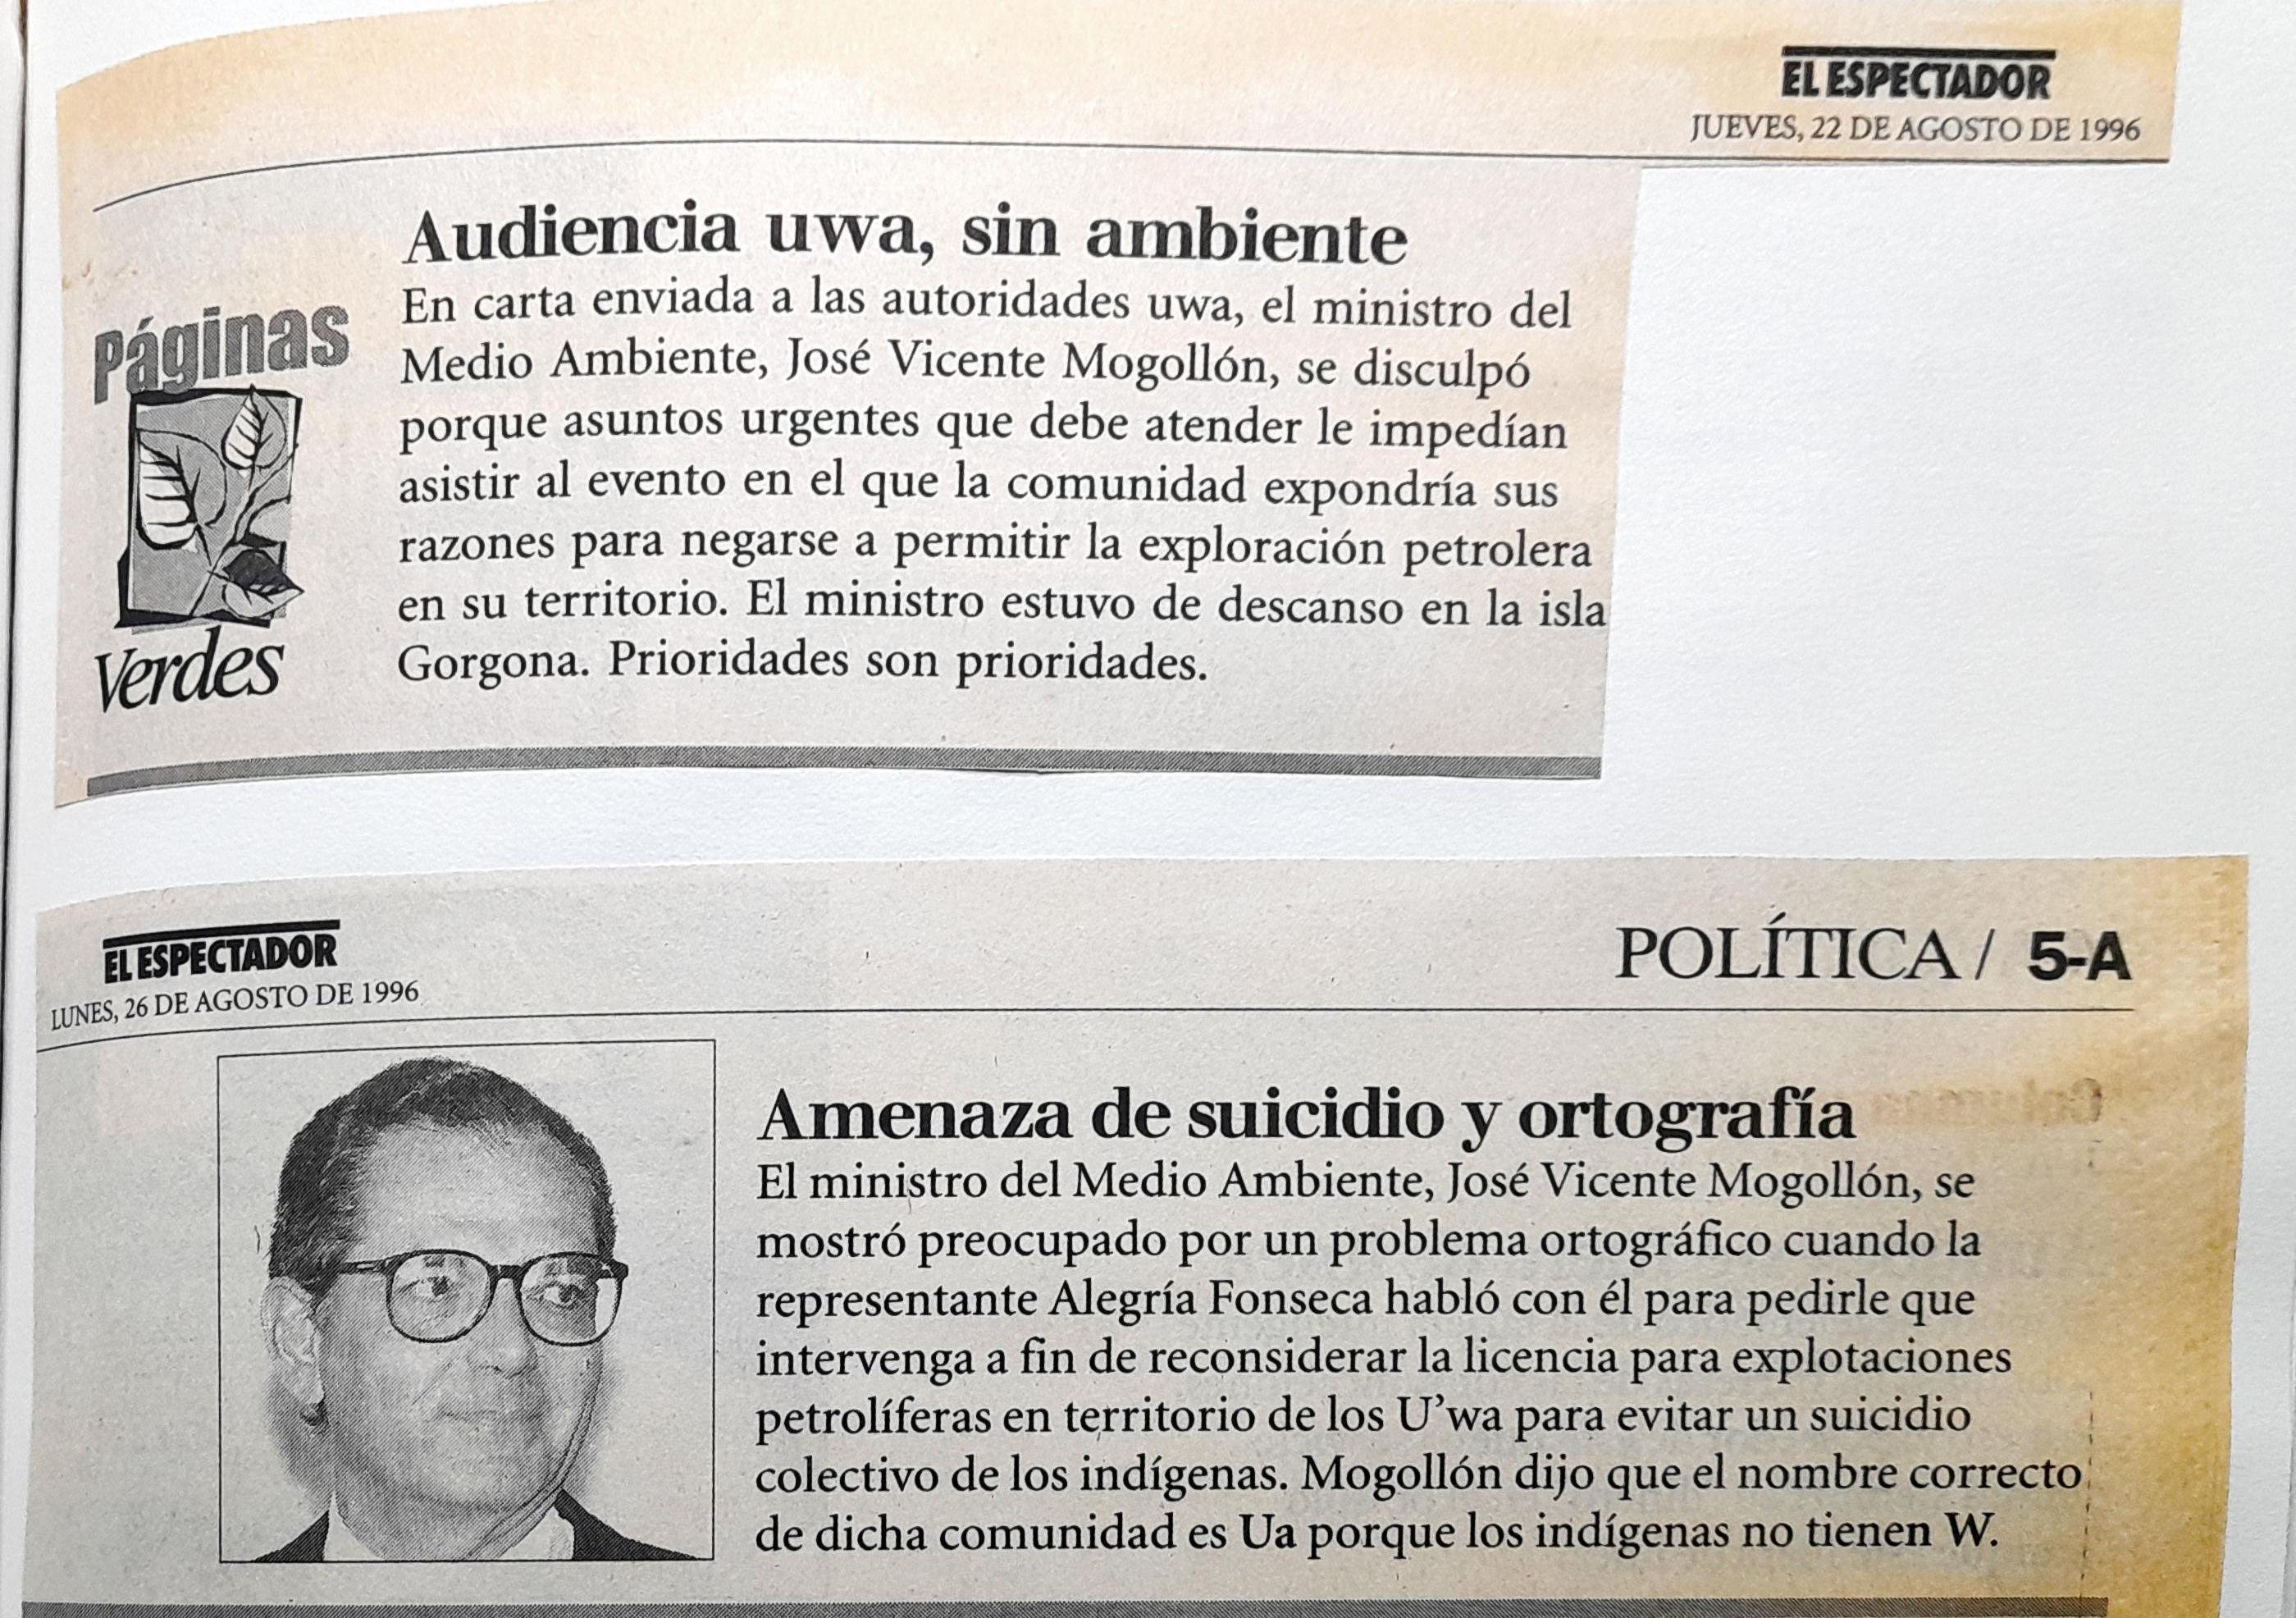 EL ESPECTADOR
JUEVES, 22 DE AGOSTO DE 1996
Páginas
Verdes
Audiencia uwa, sin ambiente
En carta enviada a las autoridades uwa, el ministro del
Medio Ambiente, José Vicente Mogollón, se disculpó
porque asuntos urgentes que debe atender le impedían
asistir al evento en el que la comunidad expondría sus
razones para negarse a permitir la exploración petrolera
en su territorio. El ministro estuvo de descanso en la isla
Gorgona. Prioridades son prioridades.
EL ESPECTADOR
LUNES, 26 DE AGOSTO DE 1996
POLÍTICA / 5-A
Amenaza de suicidio y ortografía
El ministro del Medio Ambiente, José Vicente Mogollón, se
mostró preocupado por un problema ortográfico cuando la
representante Alegría Fonseca habló con él para pedirle que
intervenga a fin de reconsiderar la licencia para explotaciones
petrolíferas en territorio de los U’wa para evitar un suicidio
colectivo de los indígenas. Mogollón dijo que el nombre correcto
de dicha comunidad es Ua porque los indígenas no tienen W.